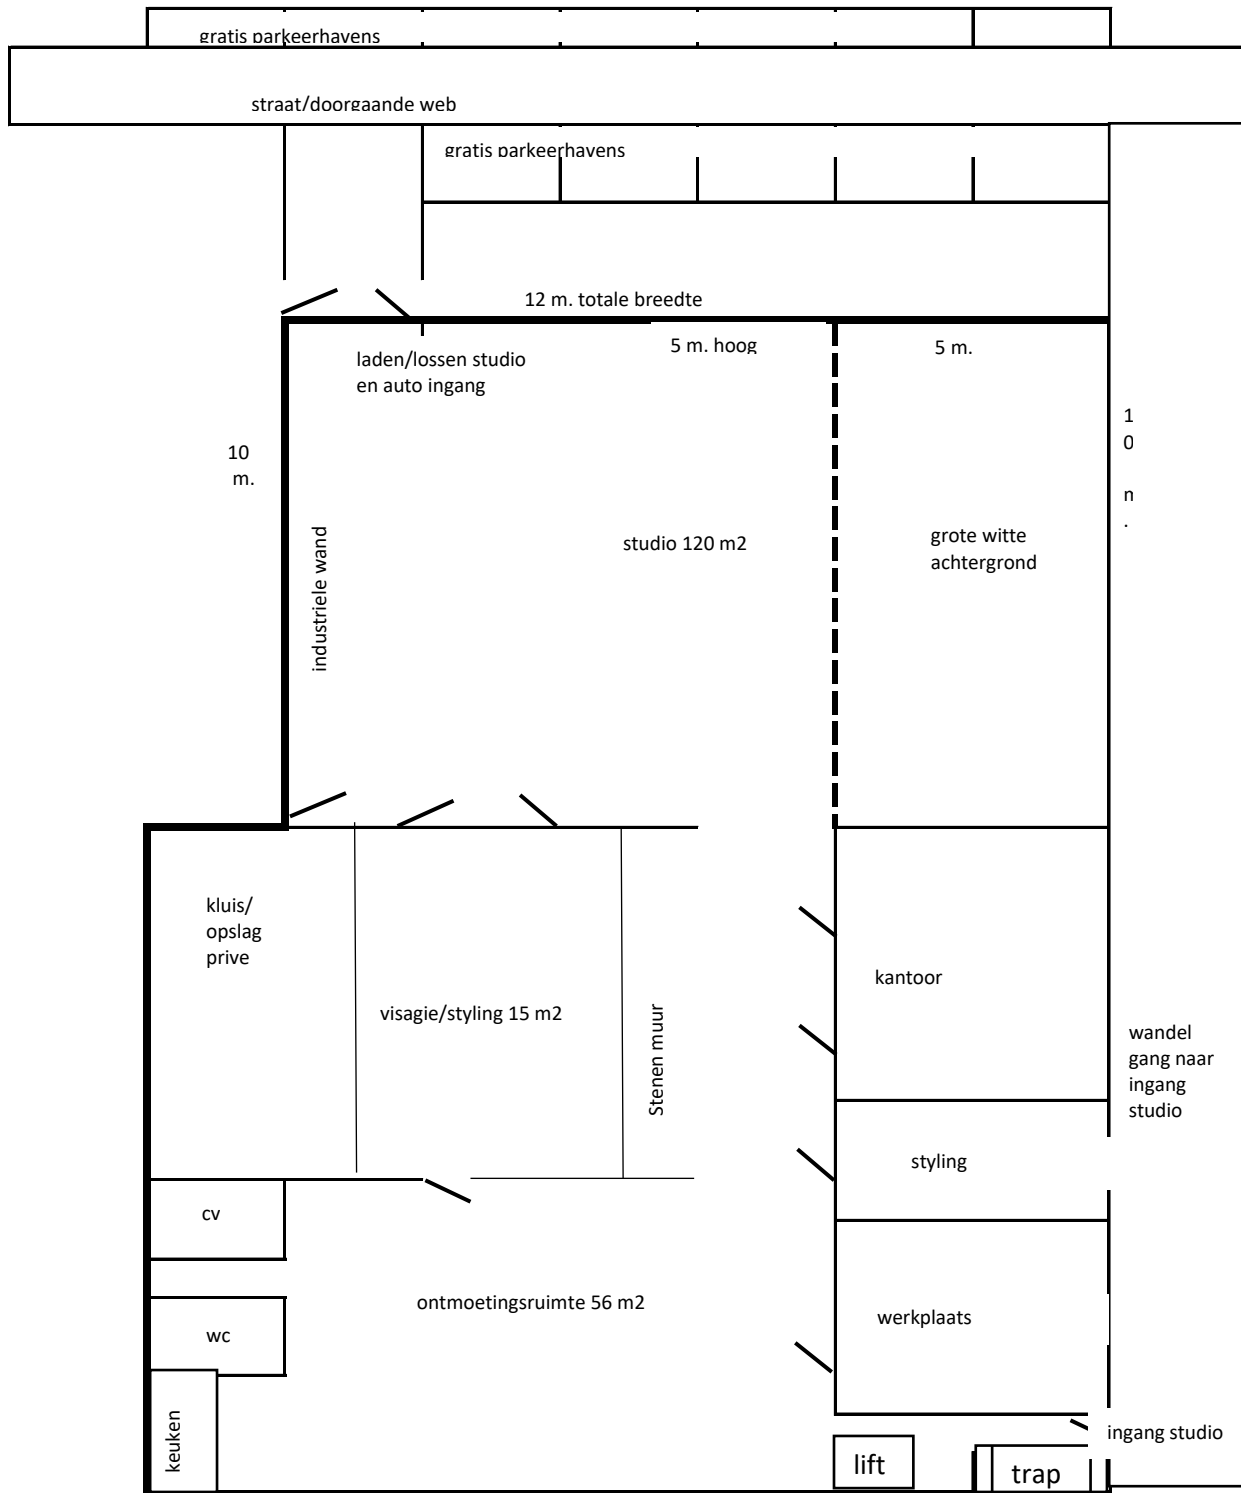 gratis parkeerhavens
straat/doorgaande web
gratis parkeerhavens
12 m. totale breedte
5 m. hoog
5 m.
laden/lossen studio
en auto ingang
10
m.
1
0
m
.
industriele wand
studio 120 m2
grote witte
achtergrond
kluis/
opslag
prive
visagie/styling 15 m2
Stenen muur
kantoor
wandel
gang naar
ingang
studio
styling
cv
ontmoetingsruimte 56 m2
werkplaats
wc
keuken
ingang studio
lift
trap